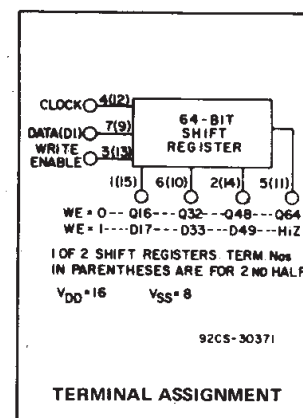 CLOCK 4(12)
DATA(D1) 7(9)
WRITE ENABLE 3(13)
64-BIT
SHIFT
REGISTER
1(15) 6(10) 2(14) 5(11)
WE = 0--- Q16---Q32---Q48---Q64
WE = 1---D17---D33---D49---HiZ
1 OF 2 SHIFT REGISTERS. TERM. Nos
IN PARENTHESES ARE FOR 2 ND HALF
VDD=16 VSS=8
92CS-30371
TERMINAL ASSIGNMENT